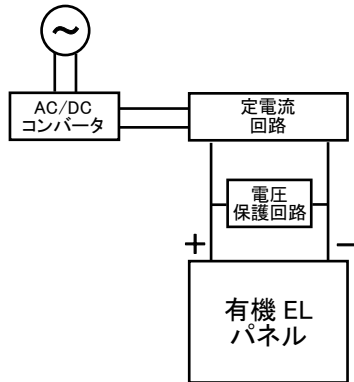 ~
AC/DC
コンバータ
定電流
回路
電圧
保護回路
+
−
有機 EL
パネル